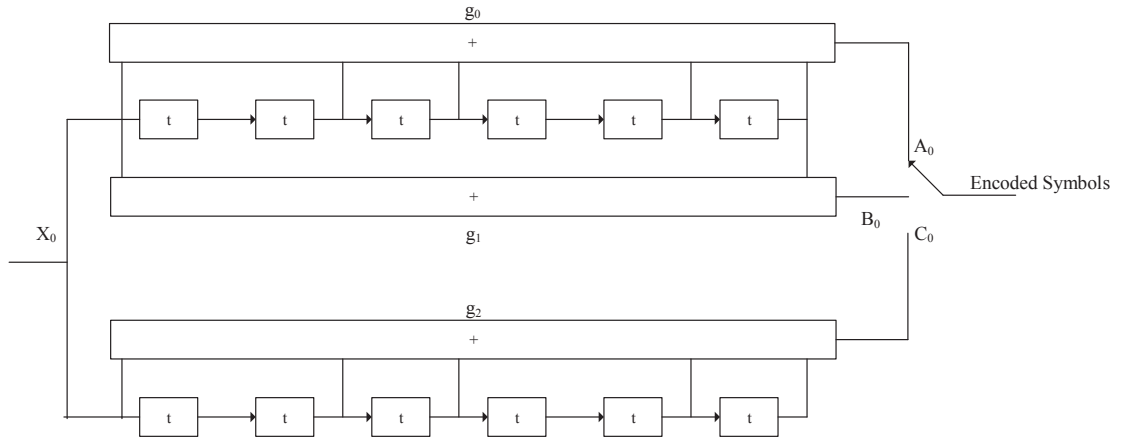 g₀
+
t t t t t t
A₀
Encoded Symbols
+
B₀
g₁
X₀
C₀
g₂
+
t t t t t t